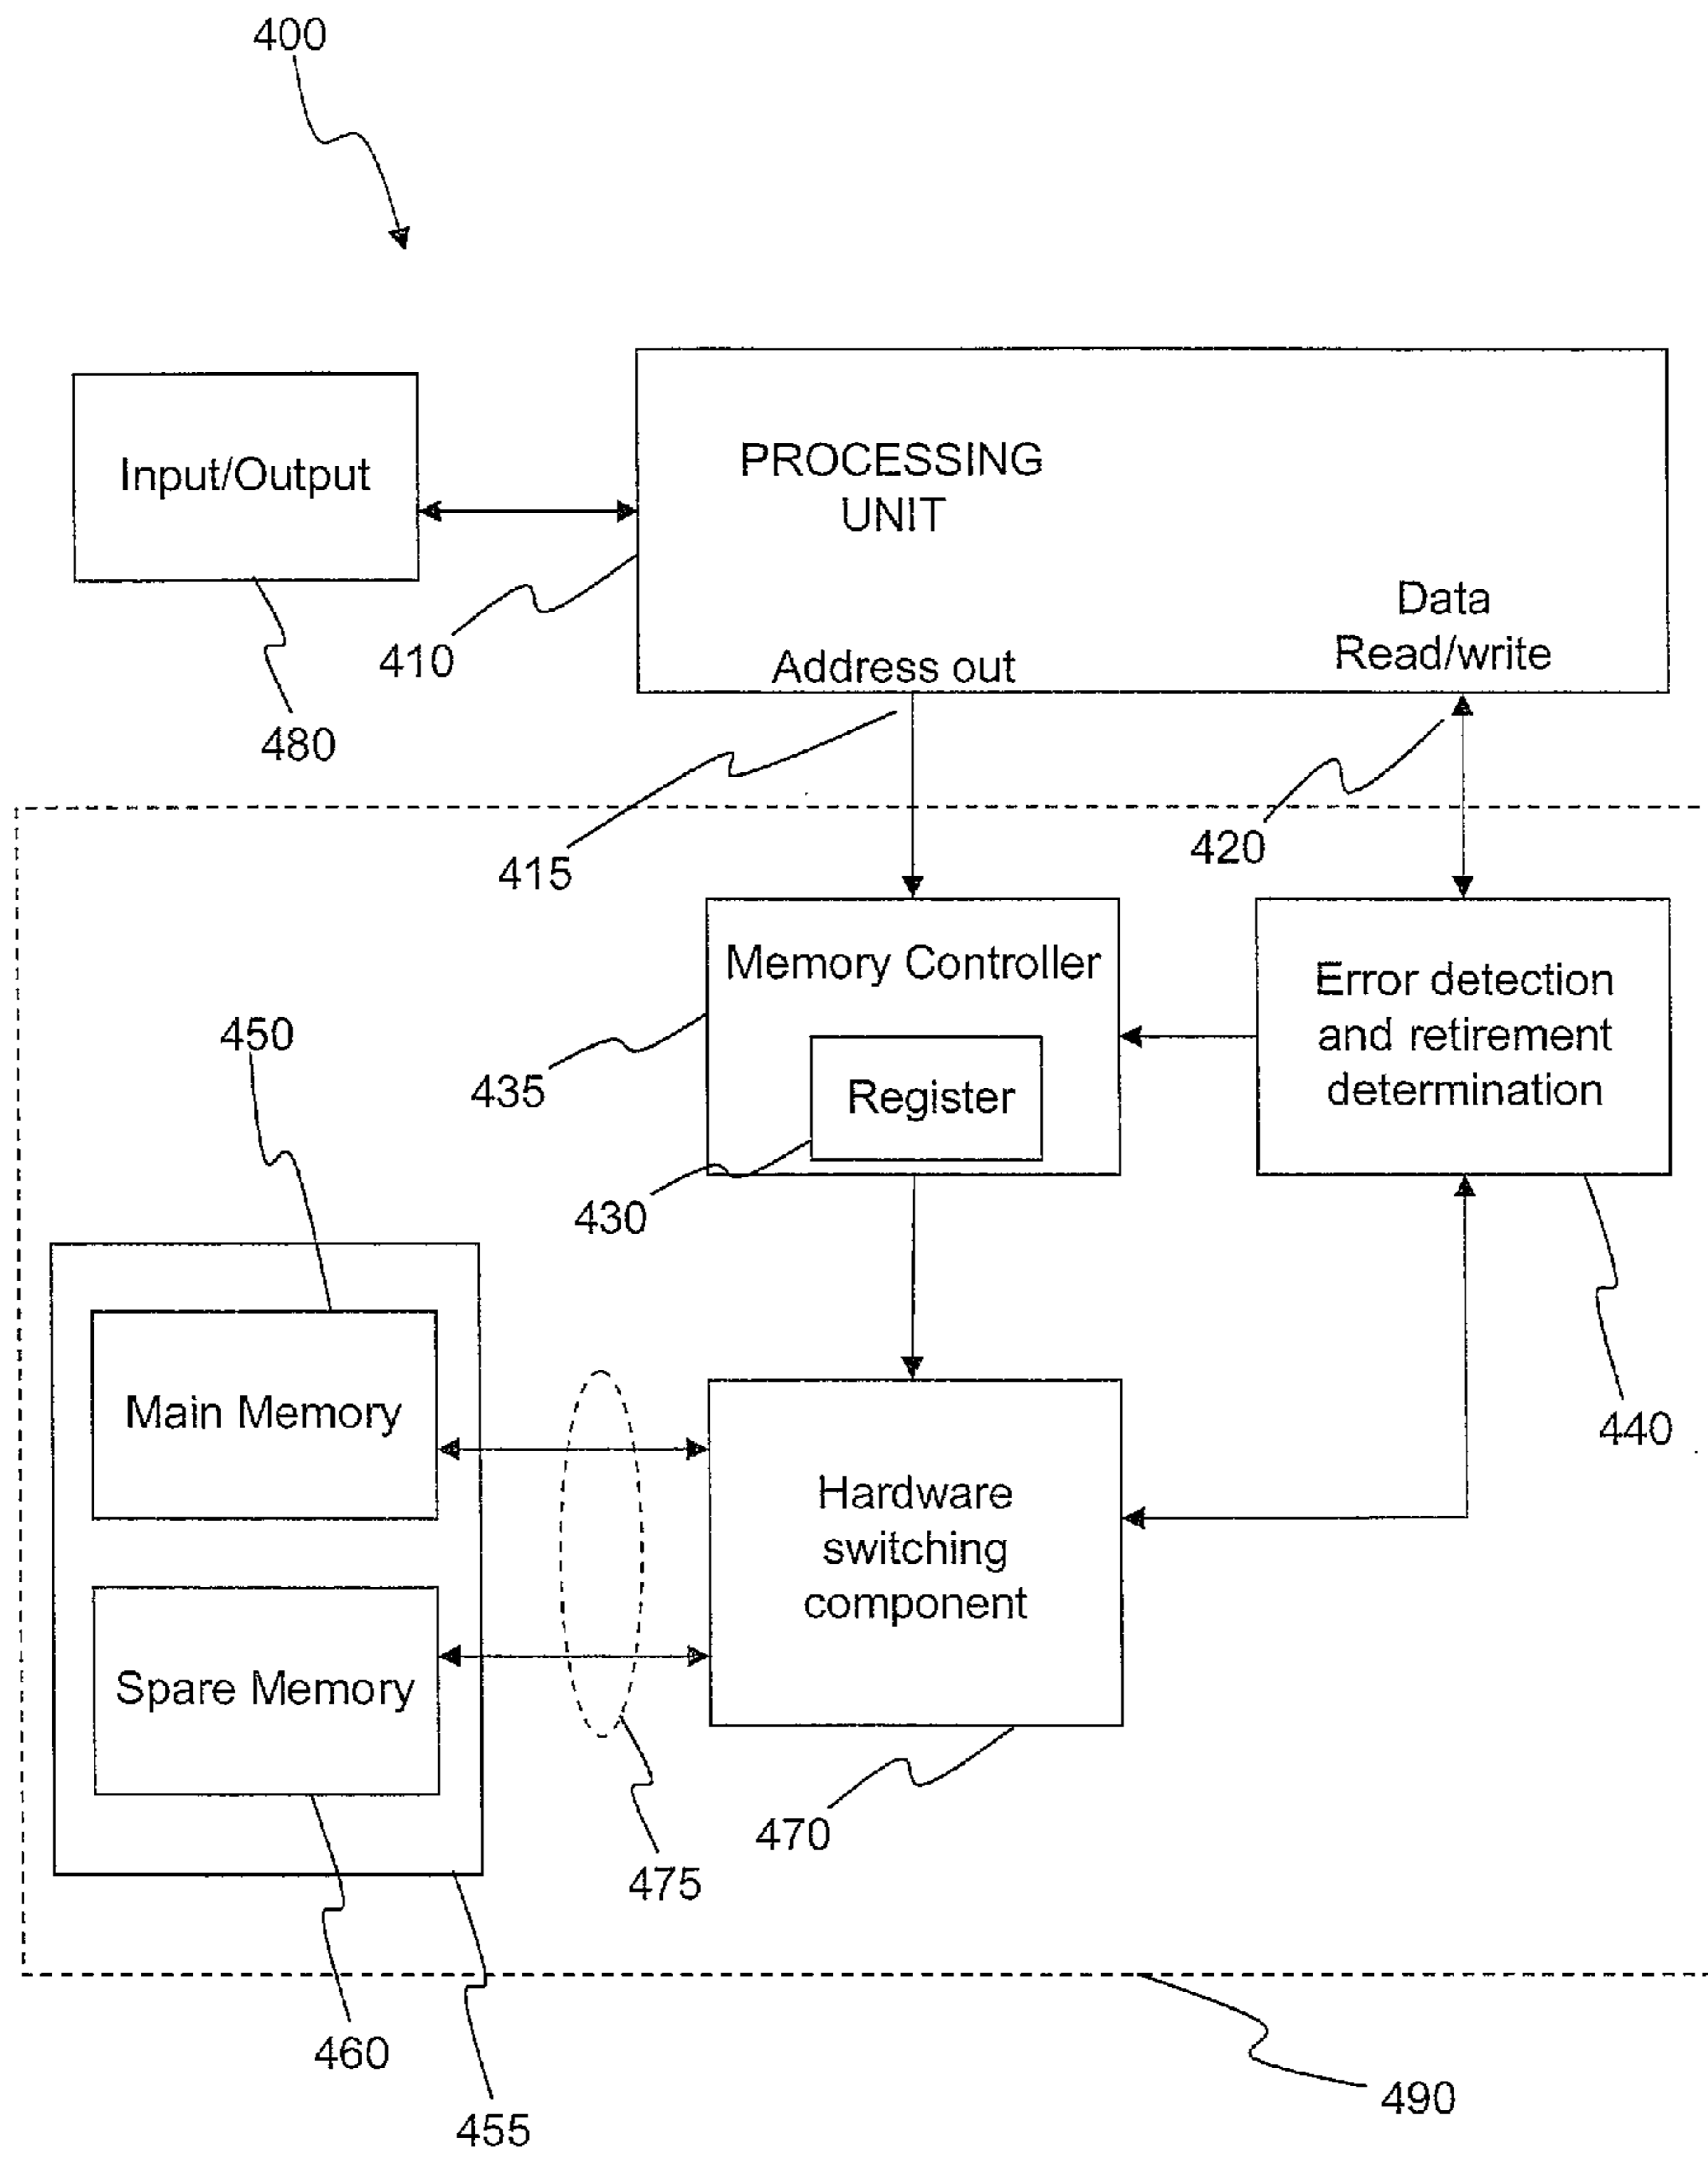 400
Input/Output
PROCESSING
UNIT
Data
Read/write
Address out
410
480
415
420
Memory Controller
Register
Error detection
and retirement
determination
450
435
430
440
Main Memory
Spare Memory
Hardware
switching
component
475
470
460
455
490